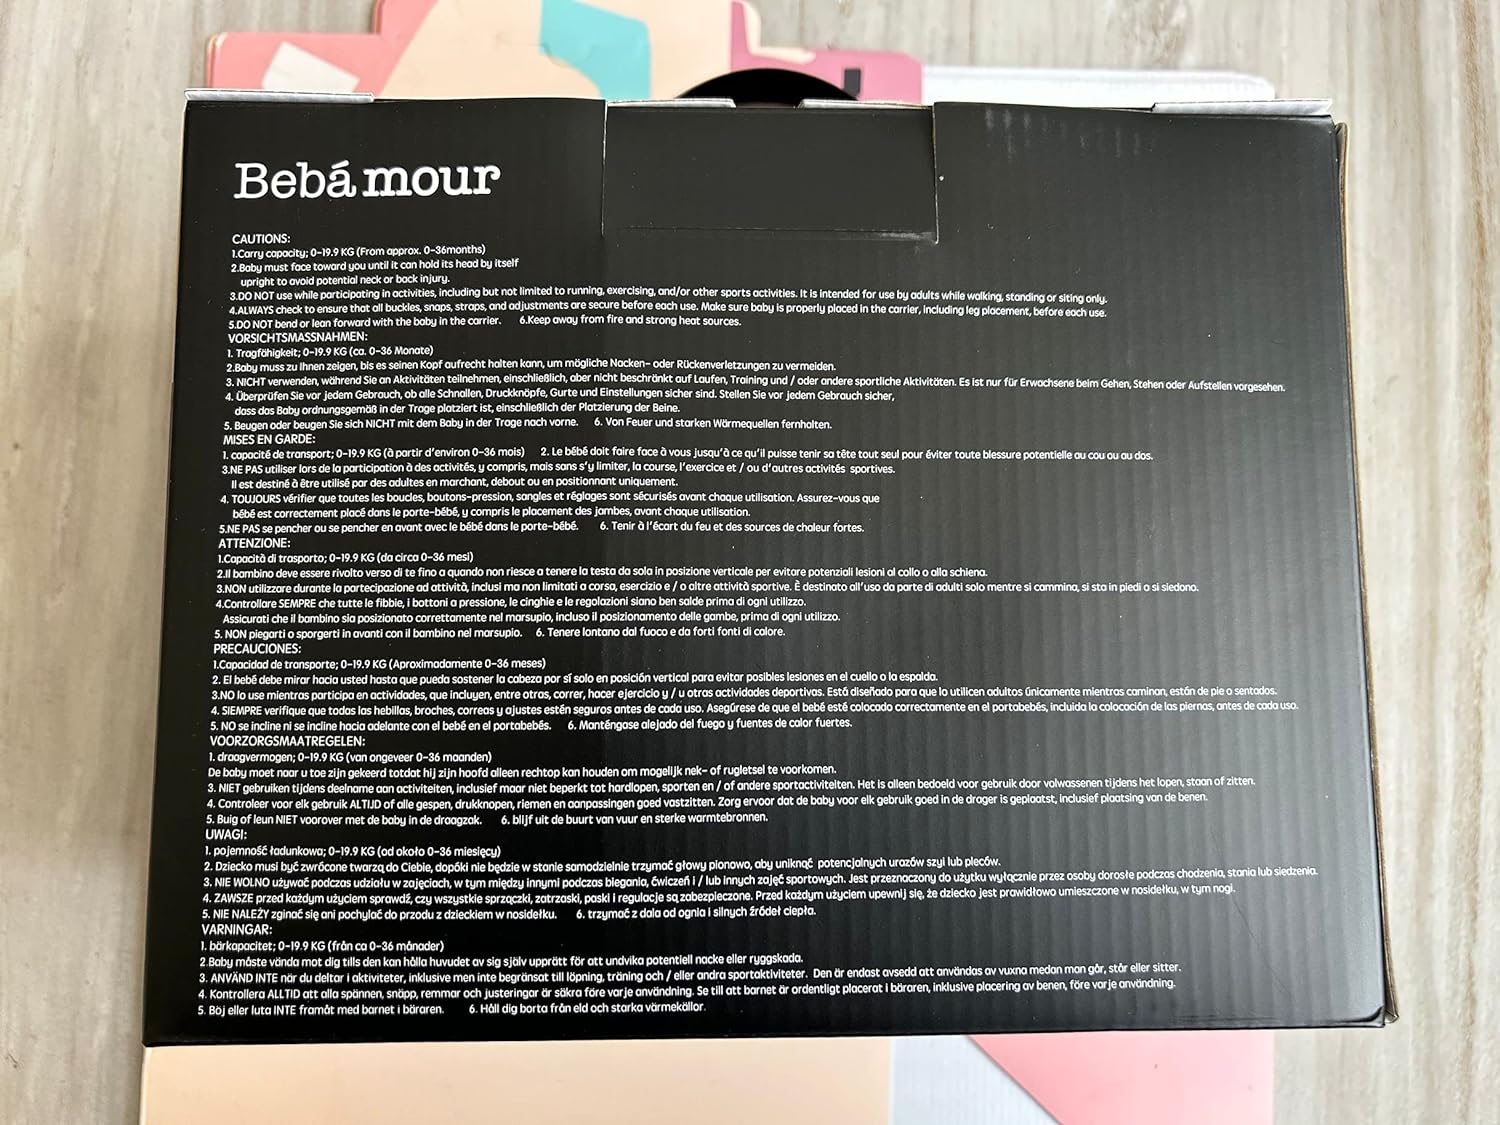 Bebámour
CAUTIONS:
1.Carry capacity; 0-19.9 KG (From approx. 0-36months)
2.Baby must face toward you until it can hold its head by itself
upright to avoid potential neck or back injury.
3.DO NOT use while participating in activities, including but not limited to running, exercising, and/or other sports activities. It is intended for use by adults while walking, standing or siting only.
4.ALWAYS check to ensure that all buckles, snaps, straps, and adjustments are secure before each use. Make sure baby is properly placed in the carrier, including leg placement, before each use.
5.DO NOT bend or lean forward with the baby in the carrier. 6.Keep away from fire and strong heat sources.
VORSICHTSMASSNAHMEN:
1. Tragfähigkeit; 0-19.9 KG (ca. 0-36 Monate)
2.Baby muss zu Ihnen zeigen, bis es seinen Kopf aufrecht halten kann, um mögliche Nacken- oder Rückenverletzungen zu vermeiden.
3. NICHT verwenden, während Sie an Aktivitäten teilnehmen, einschließlich, aber nicht beschränkt auf Laufen, Training und / oder andere sportliche Aktivitäten. Es ist nur für Erwachsene beim Gehen, Stehen oder Aufstellen vorgesehen.
4. Überprüfen Sie vor jedem Gebrauch, ob alle Schnallen, Druckknöpfe, Gurte und Einstellungen sicher sind. Stellen Sie vor jedem Gebrauch sicher,
dass das Baby ordnungsgemäß in der Trage platziert ist, einschließlich der Platzierung der Beine.
5. Beugen oder beugen Sie sich NICHT mit dem Baby in der Trage nach vorne. 6. Von Feuer und starken Wärmequellen fernhalten.
MISES EN GARDE:
1. capacité de transport; 0-19.9 KG (à partir d'environ 0-36 mois) 2. Le bébé doit faire face à vous jusqu'à ce qu'il puisse tenir sa tête tout seul pour éviter toute blessure potentielle au cou ou au dos.
3.NE PAS utiliser lors de la participation à des activités, y compris, mais sans s'y limiter, la course, l'exercice et / ou d'autres activités sportives.
Il est destiné à être utilisé par des adultes en marchant, debout ou en positionnant uniquement.
4. TOUJOURS vérifier que toutes les boucles, boutons-pression, sangles et réglages sont sécurisés avant chaque utilisation. Assurez-vous que
bébé est correctement placé dans le porte-bébé, y compris le placement des jambes, avant chaque utilisation.
5.NE PAS se pencher ou se pencher en avant avec le bébé dans le porte-bébé. 6. Tenir à l'écart du feu et des sources de chaleur fortes.
ATTENZIONE:
1.Capacità di trasporto; 0-19.9 KG (da circa 0-36 mesi)
2.Il bambino deve essere rivolto verso di te fino a quando non riesce a tenere la testa da sola in posizione verticale per evitare potenziali lesioni al collo o alla schiena.
3.NON utilizzare durante la partecipazione ad attività, inclusi ma non limitati a corsa, esercizio e / o altre attività sportive. È destinato all'uso da parte di adulti solo mentre si cammina, si sta in piedi o si siedono.
4.Controllare SEMPRE che tutte le fibbie, i bottoni a pressione, le cinghie e le regolazioni siano ben salde prima di ogni utilizzo.
Assicurati che il bambino sia posizionato correttamente nel marsupio, incluso il posizionamento delle gambe, prima di ogni utilizzo.
5. NON piegarti o sporgerti in avanti con il bambino nel marsupio. 6. Tenere lontano dal fuoco e da forti fonti di calore.
PRECAUCIONES:
1.Capacidad de transporte; 0-19.9 KG (Aproximadamente 0-36 meses)
2. El bebé debe mirar hacia usted hasta que pueda sostener la cabeza por sí solo en posición vertical para evitar posibles lesiones en el cuello o la espalda.
3.NO lo use mientras participa en actividades, que incluyen, entre otras, correr, hacer ejercicio y / u otras actividades deportivas. Está diseñado para que lo utilicen adultos únicamente mientras caminan, están de pie o sentados.
4. SIEMPRE verifique que todas las hebillas, broches, correas y ajustes estén seguros antes de cada uso. Asegúrese de que el bebé esté colocado correctamente en el portabebés, incluida la colocación de las piernas, antes de cada uso.
5. NO se incline ni se incline hacia adelante con el bebé en el portabebés. 6. Manténgase alejado del fuego y fuentes de calor fuertes.
VOORZORGSMAATREGELEN:
1. draagvermogen; 0-19.9 KG (van ongeveer 0-36 maanden)
De baby moet naar u toe zijn gekeerd totdat hij zijn hoofd alleen rechtop kan houden om mogelijk nek- of rugletsel te voorkomen.
3. NIET gebruiken tijdens deelname aan activiteiten, inclusief maar niet beperkt tot hardlopen, sporten en / of andere sportactiviteiten. Het is alleen bedoeld voor gebruik door volwassenen tijdens het lopen, staan of zitten.
4. Controleer voor elk gebruik ALTIJD of alle gespen, drukknopen, riemen en aanpassingen goed vastzitten. Zorg ervoor dat de baby voor elk gebruik goed in de drager is geplaatst, inclusief plaatsing van de benen.
5. Buig of leun NIET voorover met de baby in de draagzak. 6. blijf uit de buurt van vuur en sterke warmtebronnen.
UWAGI:
1. pojemność ładunkowa; 0-19.9 KG (od około 0-36 miesięcy)
2. Dziecko musi być zwrócone twarzą do Ciebie, dopóki nie będzie w stanie samodzielnie trzymać głowy pionowo, aby uniknąć potencjalnych urazów szyi lub pleców.
3. NIE WOLNO używać podczas udziału w zajęciach, w tym między innymi podczas biegania, ćwiczeń i / lub innych zajęć sportowych. Jest przeznaczony do użytku wyłącznie przez osoby dorosłe podczas chodzenia, stania lub siedzenia.
4. ZAWSZE przed każdym użyciem sprawdź, czy wszystkie sprzączki, zatrzaski, paski i regulacje są zabezpieczone. Przed każdym użyciem upewnij się, że dziecko jest prawidłowo umieszczone w nosidełku, w tym nogi.
5. NIE NALEŻY zginać się ani pochylać do przodu z dzieckiem w nosidełku. 6. trzymać z dala od ognia i silnych źródeł ciepła.
VARNINGAR:
1. bärkapacitet; 0-19.9 KG (från ca 0-36 månader)
2.Baby måste vända mot dig tills den kan hålla huvudet av sig själv upprätt för att undvika potentiell nacke eller ryggskada.
3. ANVÄND INTE när du deltar i aktiviteter, inklusive men inte begränsat till löpning, träning och / eller andra sportaktiviteter. Den är endast avsedd att användas av vuxna medan man går, står eller sitter.
4. Kontrollera ALLTID att alla spännen, snäpp, remmar och justeringar är säkra före varje användning. Se till att barnet är ordentligt placerat i bäraren, inklusive placering av benen, före varje användning.
5. Böj eller luta INTE framåt med barnet i bäraren. 6. Håll dig borta från eld och starka värmekällor.